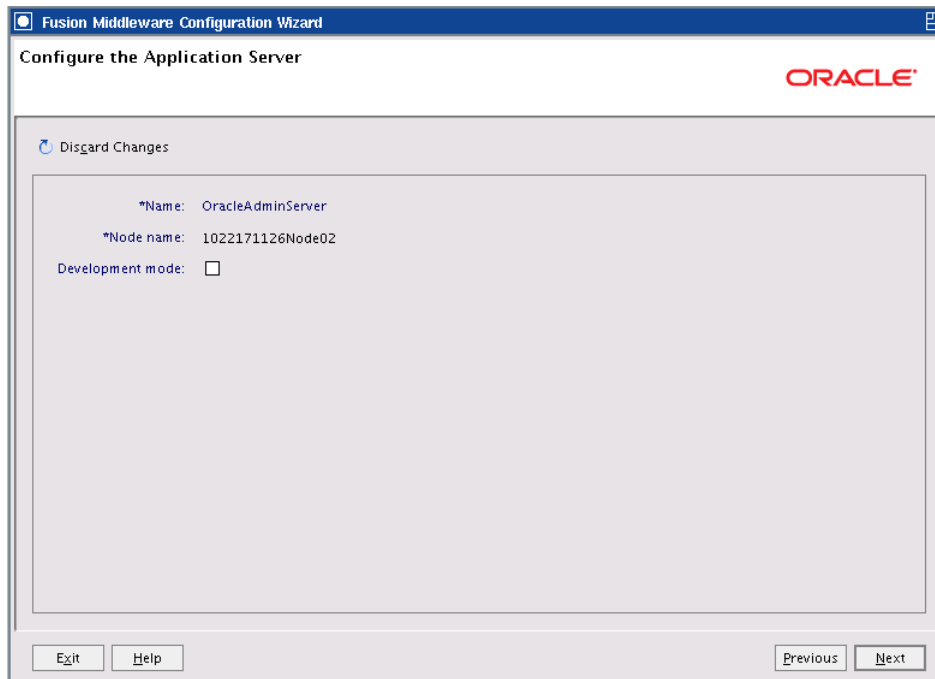 Fusion Middleware Configuration Wizard
Configure the Application Server
ORACLE
Discard Changes
*Name: OracleAdminServer
*Node name: 1022171126Node02
Development mode:
Exit Help Previous Next